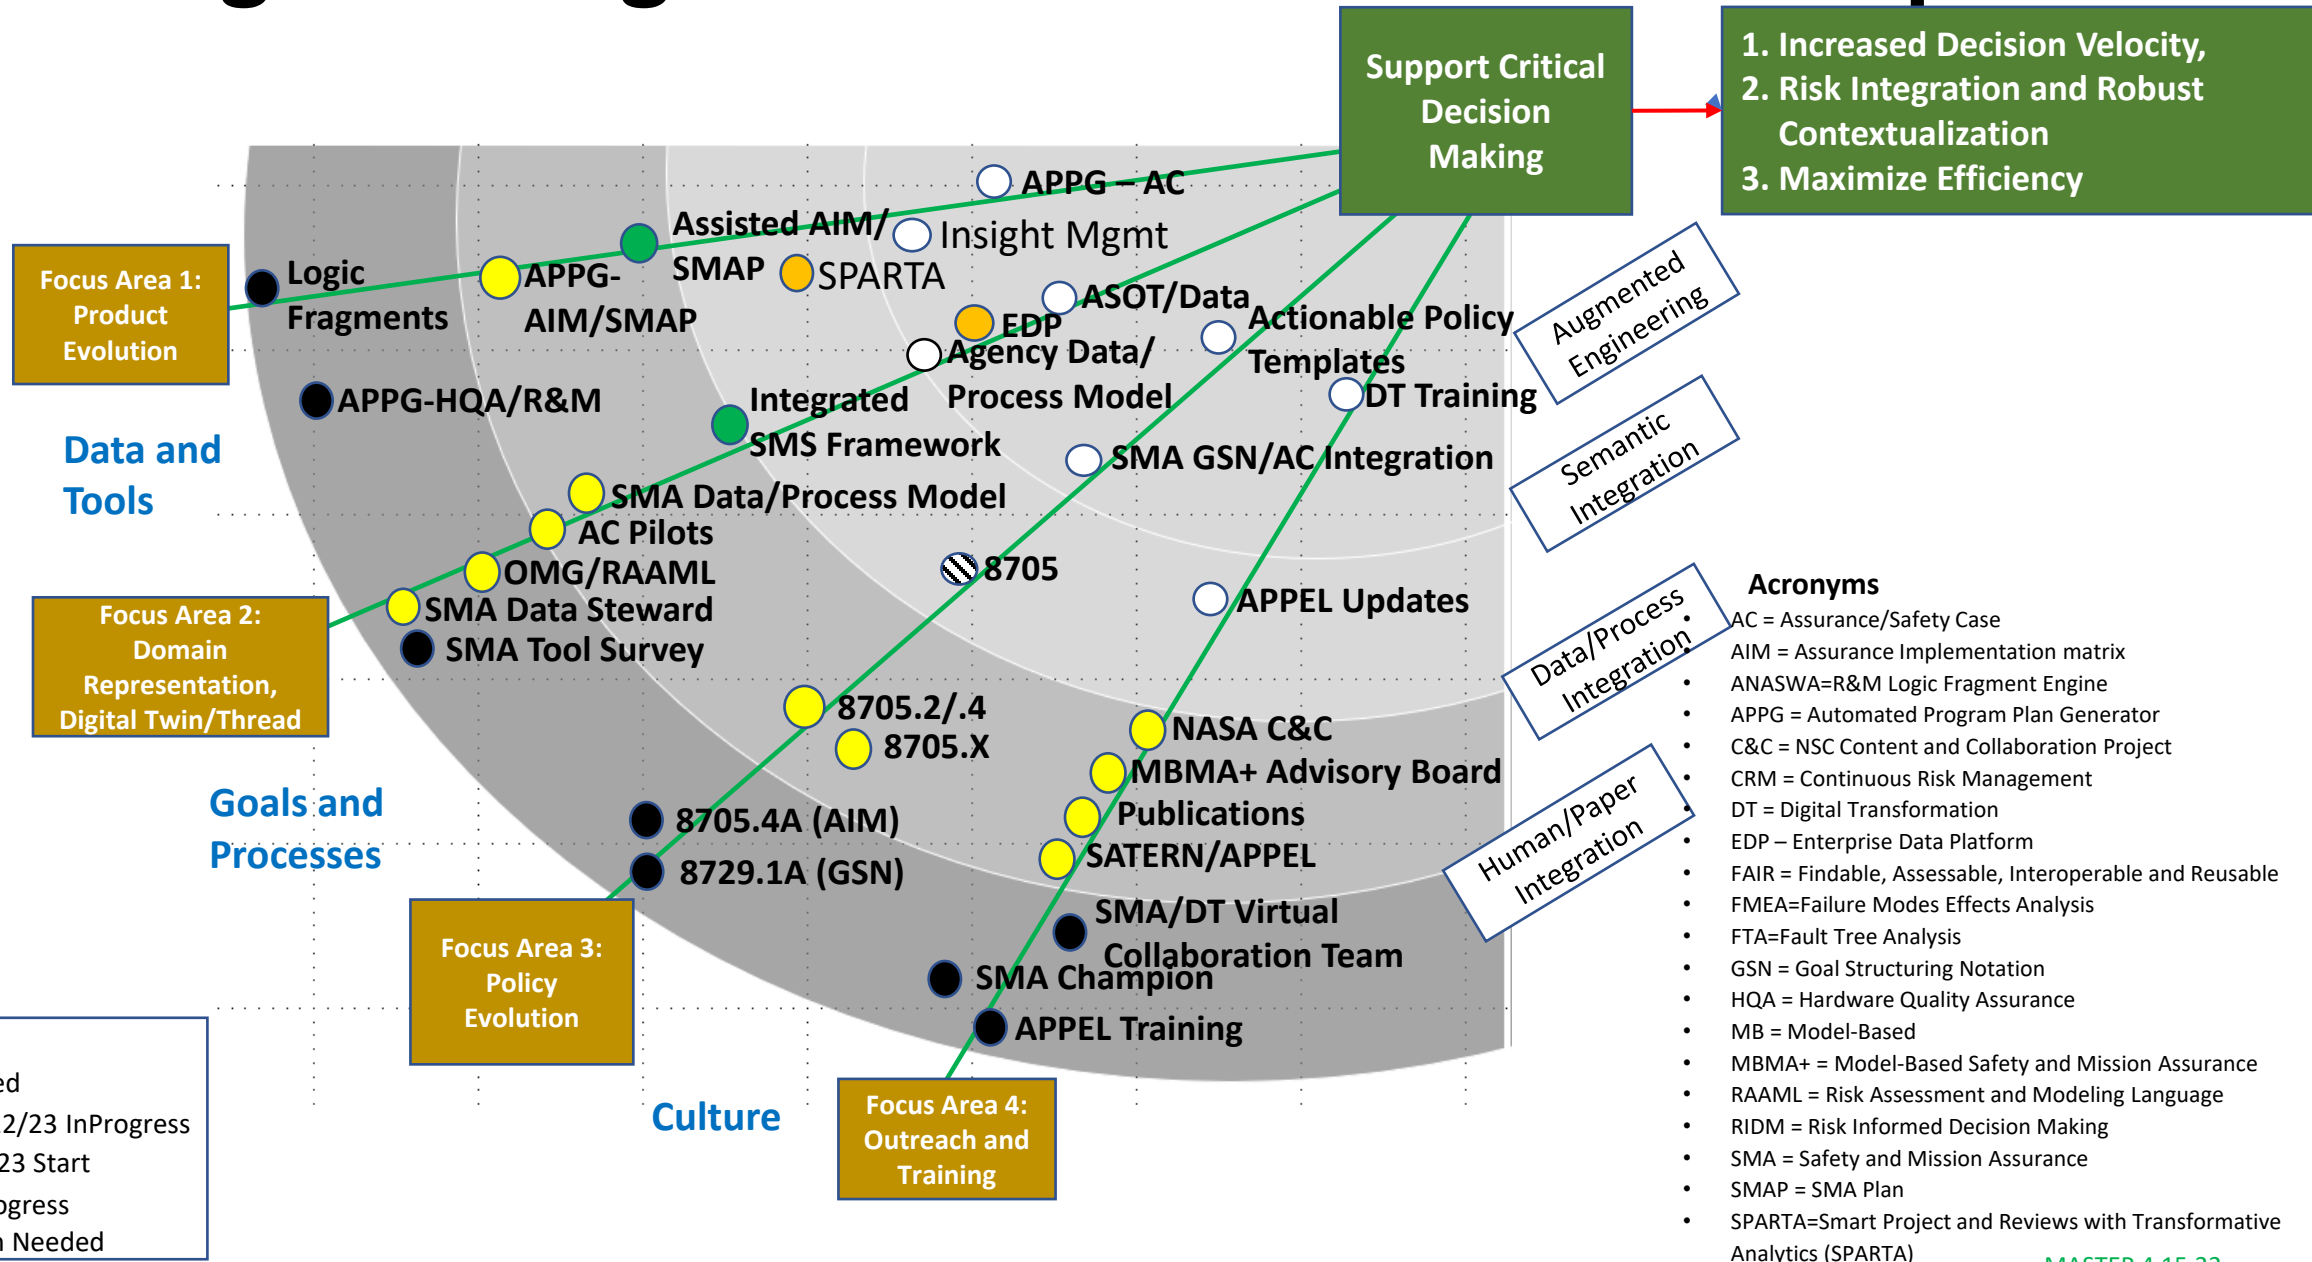 Support Critical
Decision
Making
1. Increased Decision Velocity,
2. Risk Integration and Robust
Contextualization
3. Maximize Efficiency
APPG – AC
Assisted AIM/
SMAP
Insight Mgmt
SPARTA
Focus Area 1:
Product
Evolution
Logic
Fragments
APPG-
AIM/SMAP
ASOT/Data
EDP
Actionable Policy
Templates
Agency Data/
Process Model
DT Training
APPG-HQA/R&M
Integrated
SMS Framework
Data and
Tools
SMA GSN/AC Integration
SMA Data/Process Model
AC Pilots
OMG/RAAML
SMA Data Steward
SMA Tool Survey
8705
APPEL Updates
Focus Area 2:
Domain
Representation,
Digital Twin/Thread
8705.2/.4
8705.X
NASA C&C
MBMA+ Advisory Board
Publications
SATERN/APPEL
Goals and
Processes
8705.4A (AIM)
8729.1A (GSN)
SMA/DT Virtual
Collaboration Team
SMA Champion
APPEL Training
Focus Area 3:
Policy
Evolution
Culture
Focus Area 4:
Outreach and
Training
Augmented
Engineering
Semantic
Integration
Data/Process
Integration
Human/Paper
Integration
2/23 InProgress
23 Start
Needed
Acronyms
• AC = Assurance/Safety Case
• AIM = Assurance Implementation matrix
• ANASWA=R&M Logic Fragment Engine
• APPG = Automated Program Plan Generator
• C&C = NSC Content and Collaboration Project
• CRM = Continuous Risk Management
• DT = Digital Transformation
• EDP – Enterprise Data Platform
• FAIR = Findable, Assessable, Interoperable and Reusable
• FMEA=Failure Modes Effects Analysis
• FTA=Fault Tree Analysis
• GSN = Goal Structuring Notation
• HQA = Hardware Quality Assurance
• MB = Model-Based
• MBMA+ = Model-Based Safety and Mission Assurance
• RAAML = Risk Assessment and Modeling Language
• RIDM = Risk Informed Decision Making
• SMA = Safety and Mission Assurance
• SMAP = SMA Plan
• SPARTA=Smart Project and Reviews with Transformative
Analytics (SPARTA)